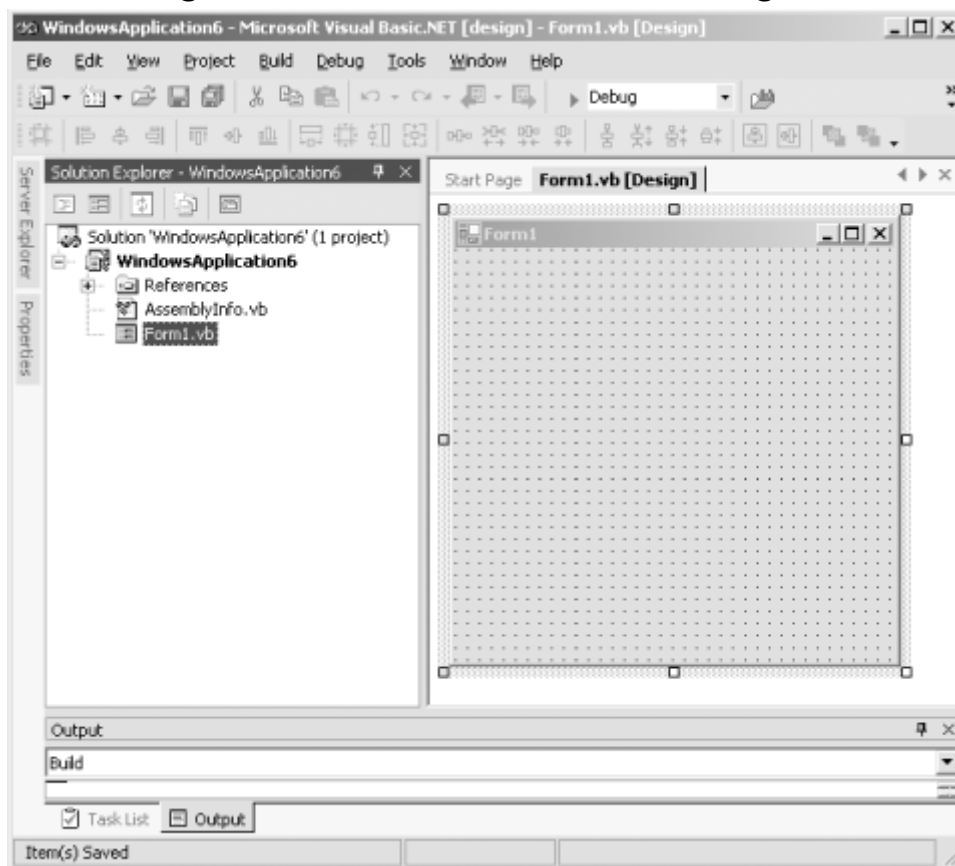 WindowsApplication6 - Microsoft Visual Basic.NET [design] - Form1.vb [Design]
File Edit View Project Build Debug Tools Window Help
Debug
Server Explorer
Properties
Solution Explorer - WindowsApplication6
Solution 'WindowsApplication6' (1 project)
WindowsApplication6
References
AssemblyInfo.vb
Form1.vb
Start Page Form1.vb [Design]
Form1
Output
Build
Task List Output
Item(s) Saved